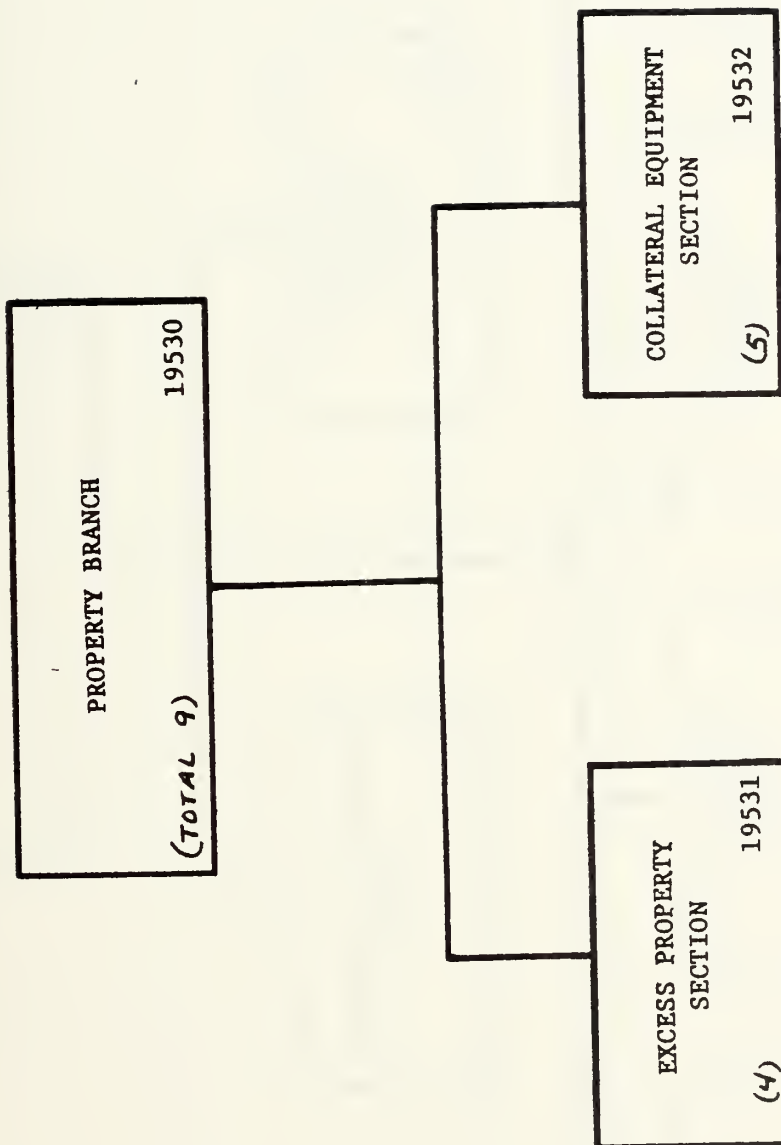 PROPERTY BRANCH
(TOTAL 9) 19530
EXCESS PROPERTY
SECTION
(4) 19531
COLLATERAL EQUIPMENT
SECTION
(5) 19532